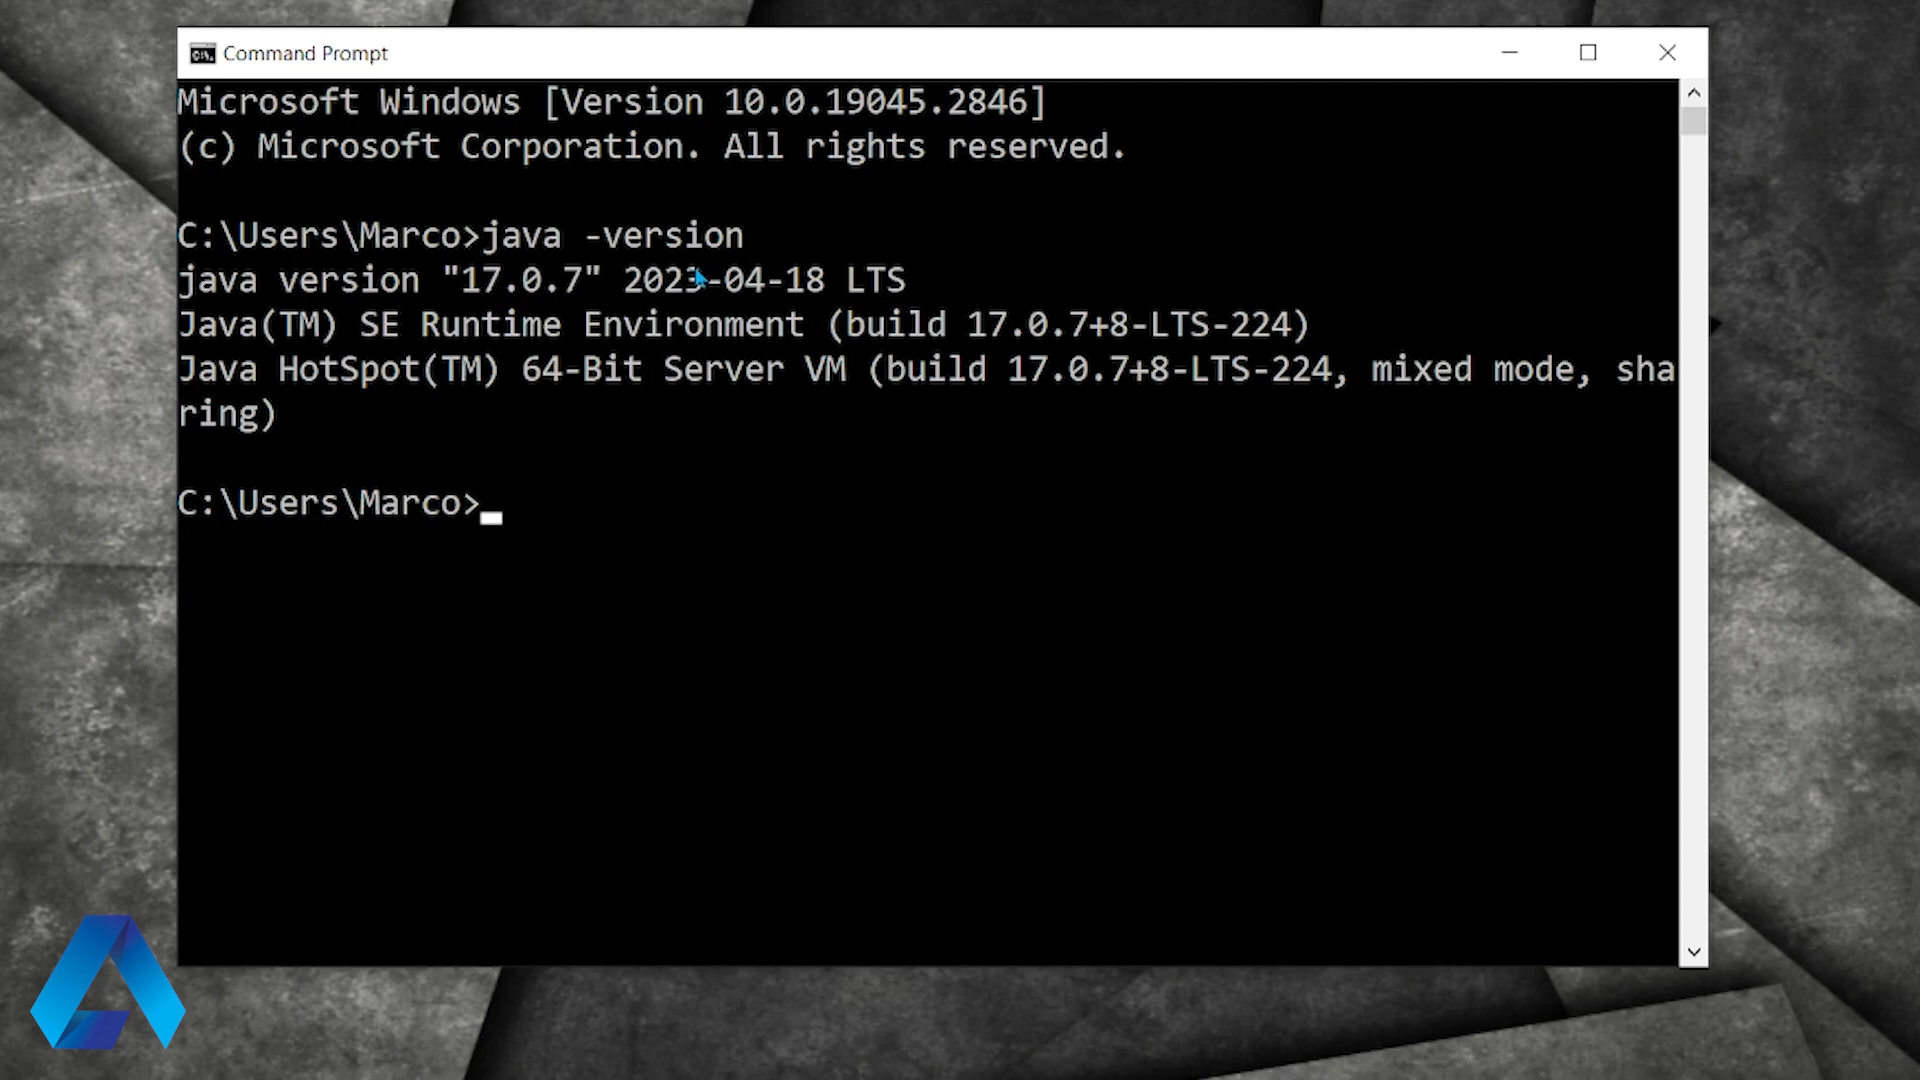 Command Prompt
Microsoft Windows [Version 10.0.19045.2846]
(c) Microsoft Corporation. All rights reserved.
C:\Users\Marco>java -version
java version "17.0.7" 2023-04-18 LTS
Java(TM) SE Runtime Environment (build 17.0.7+8-LTS-224)
Java HotSpot(TM) 64-Bit Server VM (build 17.0.7+8-LTS-224, mixed mode, sha
ring)
C:\Users\Marco>